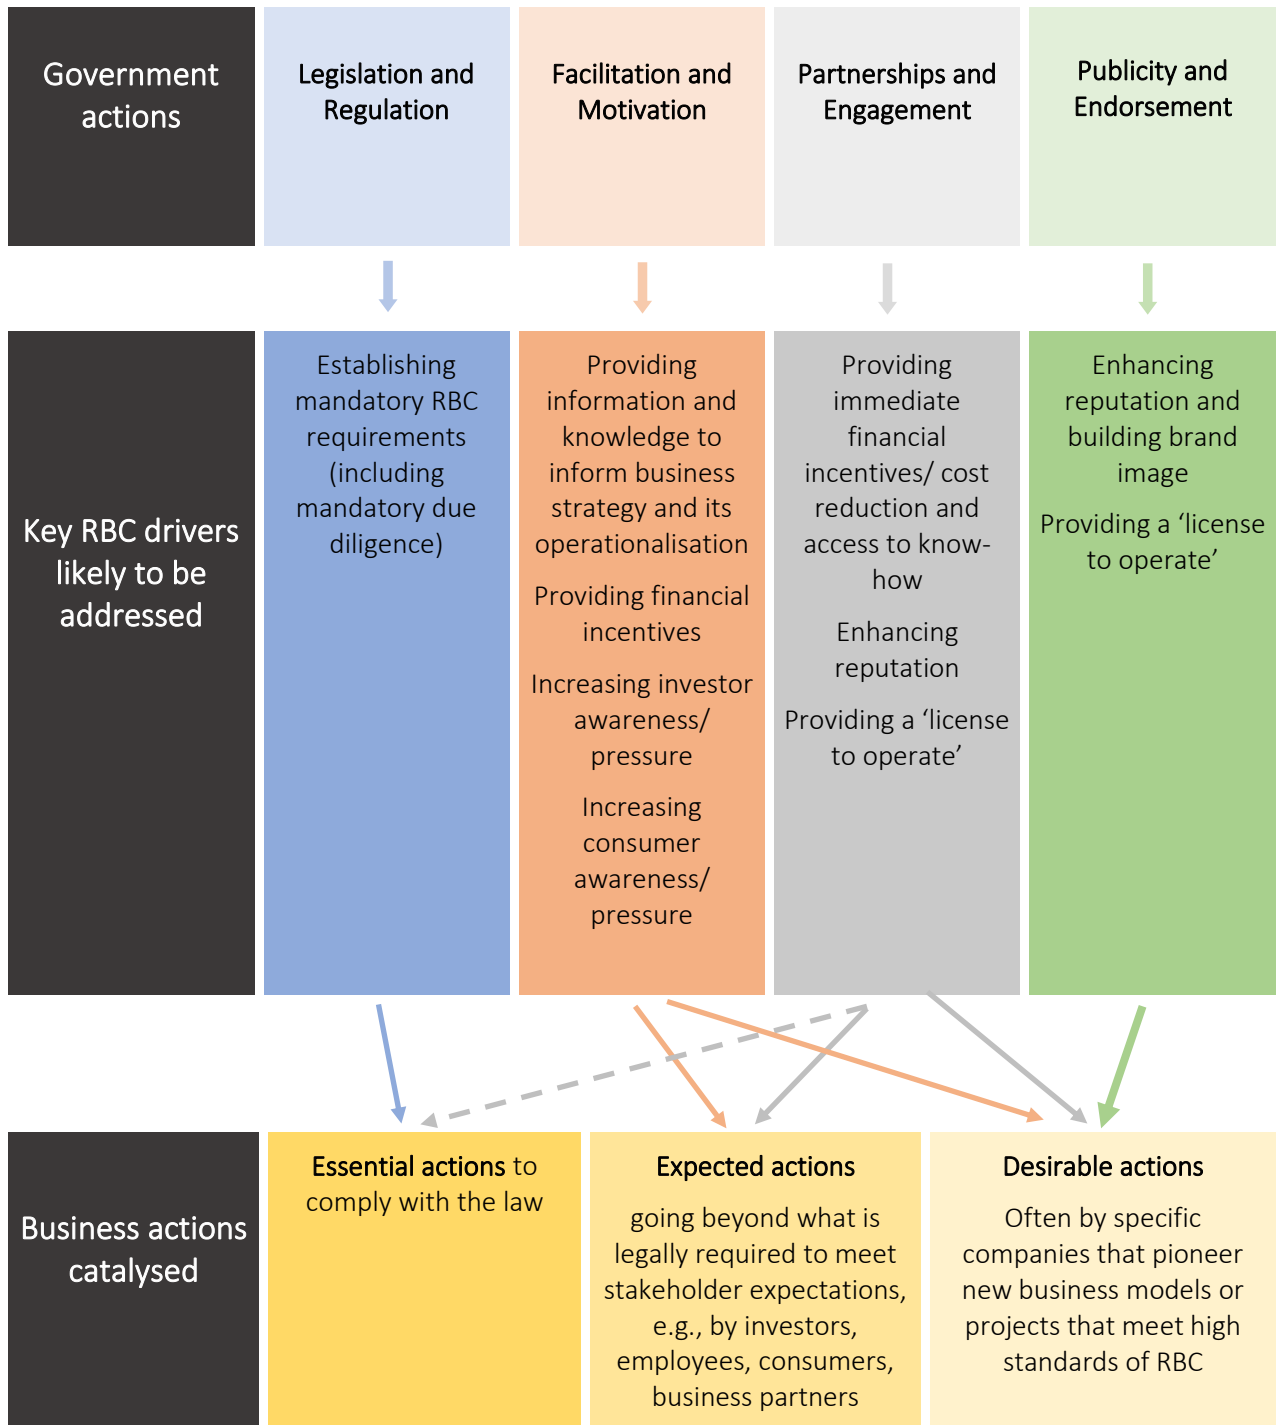 Government
actions
Legislation and
Regulation
Facilitation and
Motivation
Partnerships and
Engagement
Publicity and
Endorsement
Key RBC drivers
likely to be
addressed
Establishing
mandatory RBC
requirements
(including
mandatory due
diligence)
Providing
information and
knowledge to
inform business
strategy and its
operationalisation
Providing financial
incentives
Increasing investor
awareness/
pressure
Increasing
consumer
awareness/
pressure
Providing
immediate
financial
incentives/ cost
reduction and
access to know-
how
Enhancing
reputation
Providing a ‘license
to operate’
Enhancing
reputation and
building brand
image
Providing a ‘license
to operate’
Business actions
catalysed
Essential actions to
comply with the law
Expected actions
going beyond what is
legally required to meet
stakeholder expectations,
e.g., by investors,
employees, consumers,
business partners
Desirable actions
Often by specific
companies that pioneer
new business models or
projects that meet high
standards of RBC